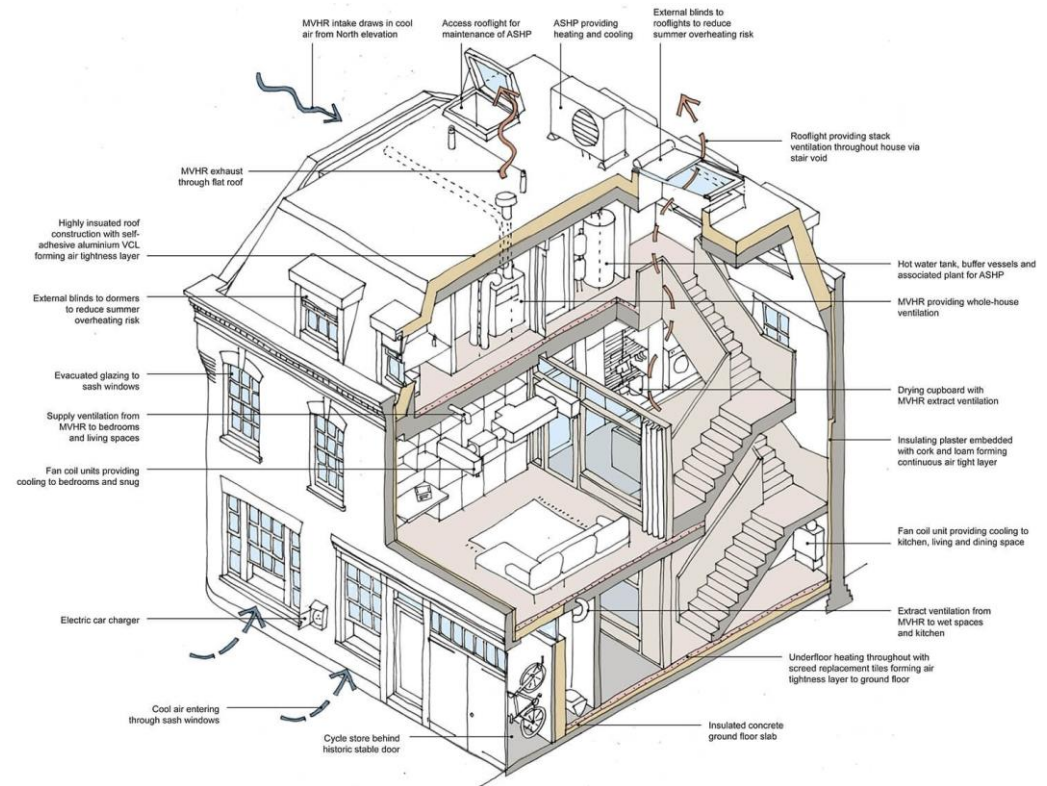 MVHR intake draws in cool
air from North elevation
Access rooflight for
maintenance of ASHP
ASHP providing
heating and cooling
External blinds to
rooflights to reduce
summer overheating risk
Rooflight providing stack
ventilation throughout house via
stair void
MVHR exhaust
through flat roof
Highly insuated roof
construction with self-
adhesive aluminium VCL
forming air tightness layer
Hot water tank, buffer vessels and
associated plant for ASHP
External blinds to dormers
to reduce summer
overheating risk
MVHR providing whole-house
ventilation
Evacuated glazing to
sash windows
Drying cupboard with
MVHR extract ventilation
Supply ventilation from
MVHR to bedrooms
and living spaces
Insulating plaster embedded
with cork and loam forming
continuous air tight layer
Fan coil units providing
cooling to bedrooms and snug
Fan coil unit providing cooling to
kitchen, living and dining space
Electric car charger
Extract ventilation from
MVHR to wet spaces
and kitchen
Underfloor heating throughout with
screed replacement tiles forming air
tightness layer to ground floor
Cool air entering
through sash windows
Cycle store behind
historic stable door
Insulated concrete
ground floor slab